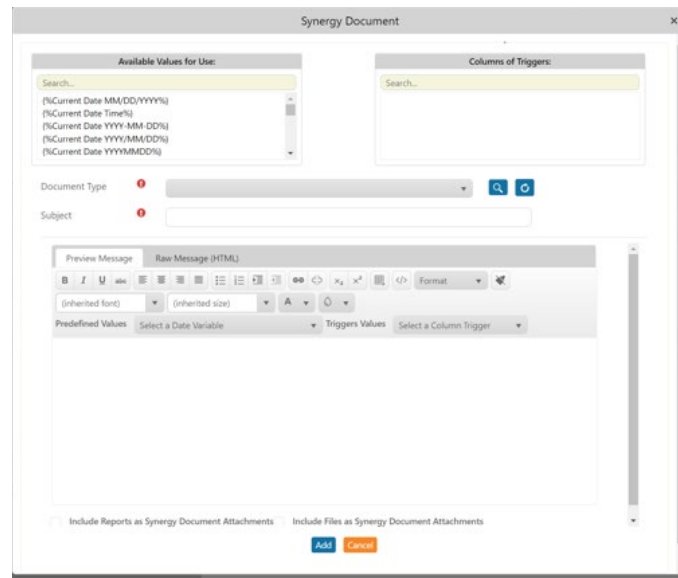 Synergy Document
×
Available Values for Use:
Columns of Triggers:
Search...
Search...
{%Current Date MM/DD/YYYY%}
{%Current Date Time%}
{%Current Date YYYY-MM-DD%}
{%Current Date YYYY/MM/DD%}
{%Current Date YYYYMMDD%}
Document Type
Subject
Preview Message Raw Message (HTML)
B I U abc x₂ x² </> Format
(inherited font) (inherited size) A
Predefined Values Select a Date Variable Triggers Values Select a Column Trigger
Include Reports as Synergy Document Attachments Include Files as Synergy Document Attachments
Add Cancel